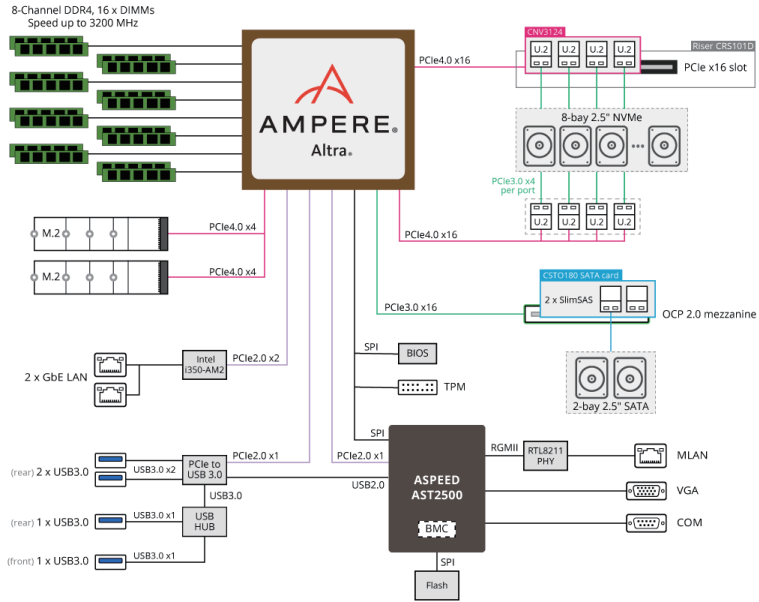 8-Channel DDR4, 16 x DIMMs
Speed up to 3200 MHz
AMPERE®
Altra®
PCIe4.0 x16
CNV3124
U.2 U.2 U.2 U.2
Riser CRS101D
PCIe x16 slot
8-bay 2.5" NVMe
PCIe3.0 x4
per port
U.2 U.2 U.2 U.2
PCIe4.0 x16
M.2
PCIe4.0 x4
M.2
PCIe4.0 x4
CSTO180 SATA card
2 x SlimSAS
PCIe3.0 x16
OCP 2.0 mezzanine
2-bay 2.5" SATA
2 x GbE LAN
Intel
i350-AM2
PCIe2.0 x2
SPI
BIOS
TPM
SPI
(rear) 2 x USB3.0
USB3.0 x2
PCIe to
USB 3.0
PCIe2.0 x1
PCIe2.0 x1
USB2.0
USB3.0
(rear) 1 x USB3.0
USB3.0 x1
USB
HUB
(front) 1 x USB3.0
USB3.0 x1
ASPEED
AST2500
BMC
RGMII
RTL8211
PHY
MLAN
VGA
COM
SPI
Flash